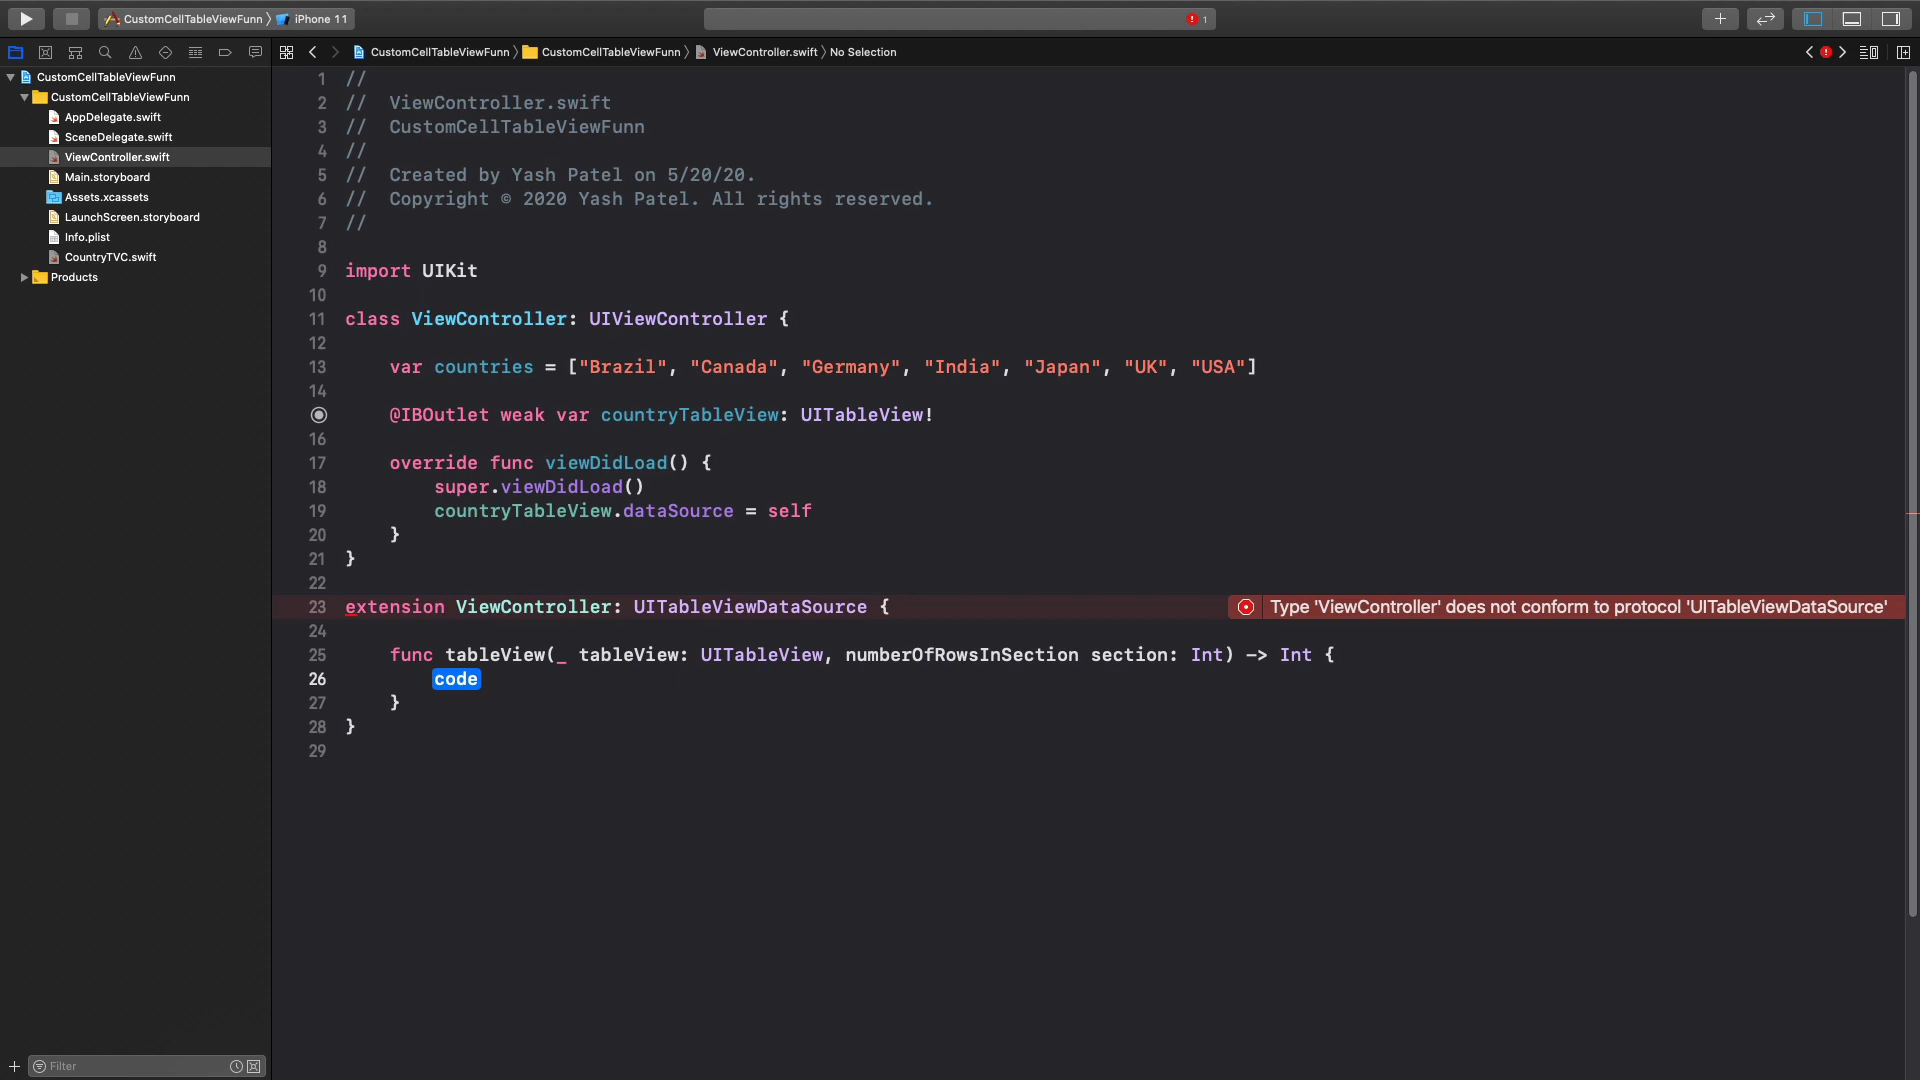 CustomCellTableViewFunn 〉 iPhone 11
1
CustomCellTableViewFunn 〉 CustomCellTableViewFunn 〉 ViewController.swift 〉 No Selection
CustomCellTableViewFunn
CustomCellTableViewFunn
AppDelegate.swift
SceneDelegate.swift
ViewController.swift
Main.storyboard
Assets.xcassets
LaunchScreen.storyboard
Info.plist
CountryTVC.swift
Products
Filter
1 //
2 //  ViewController.swift
3 //  CustomCellTableViewFunn
4 //
5 //  Created by Yash Patel on 5/20/20.
6 //  Copyright © 2020 Yash Patel. All rights reserved.
7 //
8
9 import UIKit
10
11 class ViewController: UIViewController {
12
13     var countries = ["Brazil", "Canada", "Germany", "India", "Japan", "UK", "USA"]
14
@IBOutlet weak var countryTableView: UITableView!
16
17     override func viewDidLoad() {
18         super.viewDidLoad()
19         countryTableView.dataSource = self
20     }
21 }
22
23 extension ViewController: UITableViewDataSource { Type 'ViewController' does not conform to protocol 'UITableViewDataSource'
24
25     func tableView(_ tableView: UITableView, numberOfRowsInSection section: Int) -> Int {
26         code
27     }
28 }
29